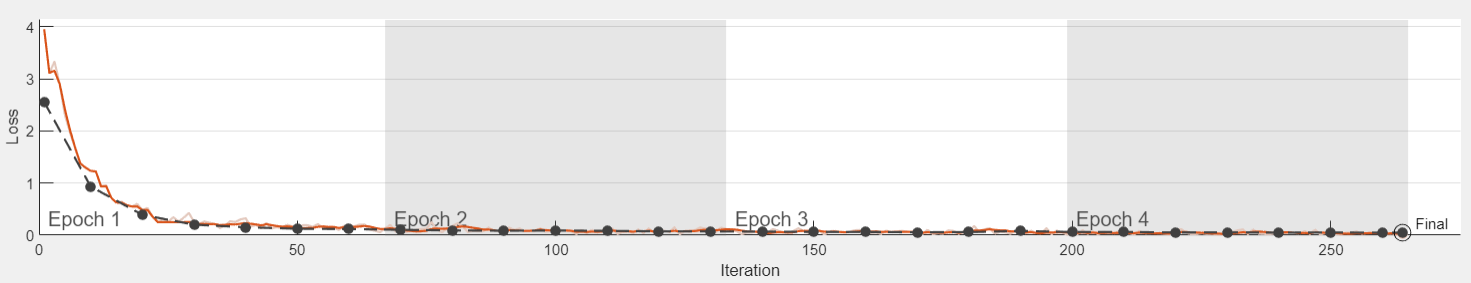 4
3
2
1
0
Loss
Epoch 1
Epoch 2
Epoch 3
Epoch 4
Final
0 50 100 150 200 250
Iteration